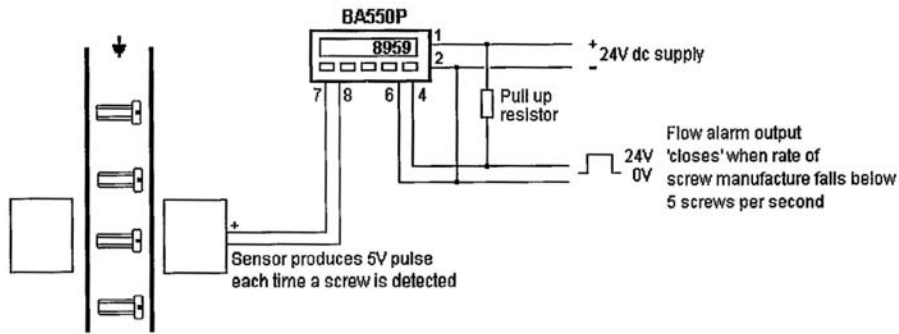 BA550P
8959
1
2
7 8 6 4
+
-
24V dc supply
Pull up
resistor
24V
0V
Flow alarm output
'closes' when rate of
screw manufacture falls below
5 screws per second
+
Sensor produces 5V pulse
each time a screw is detected